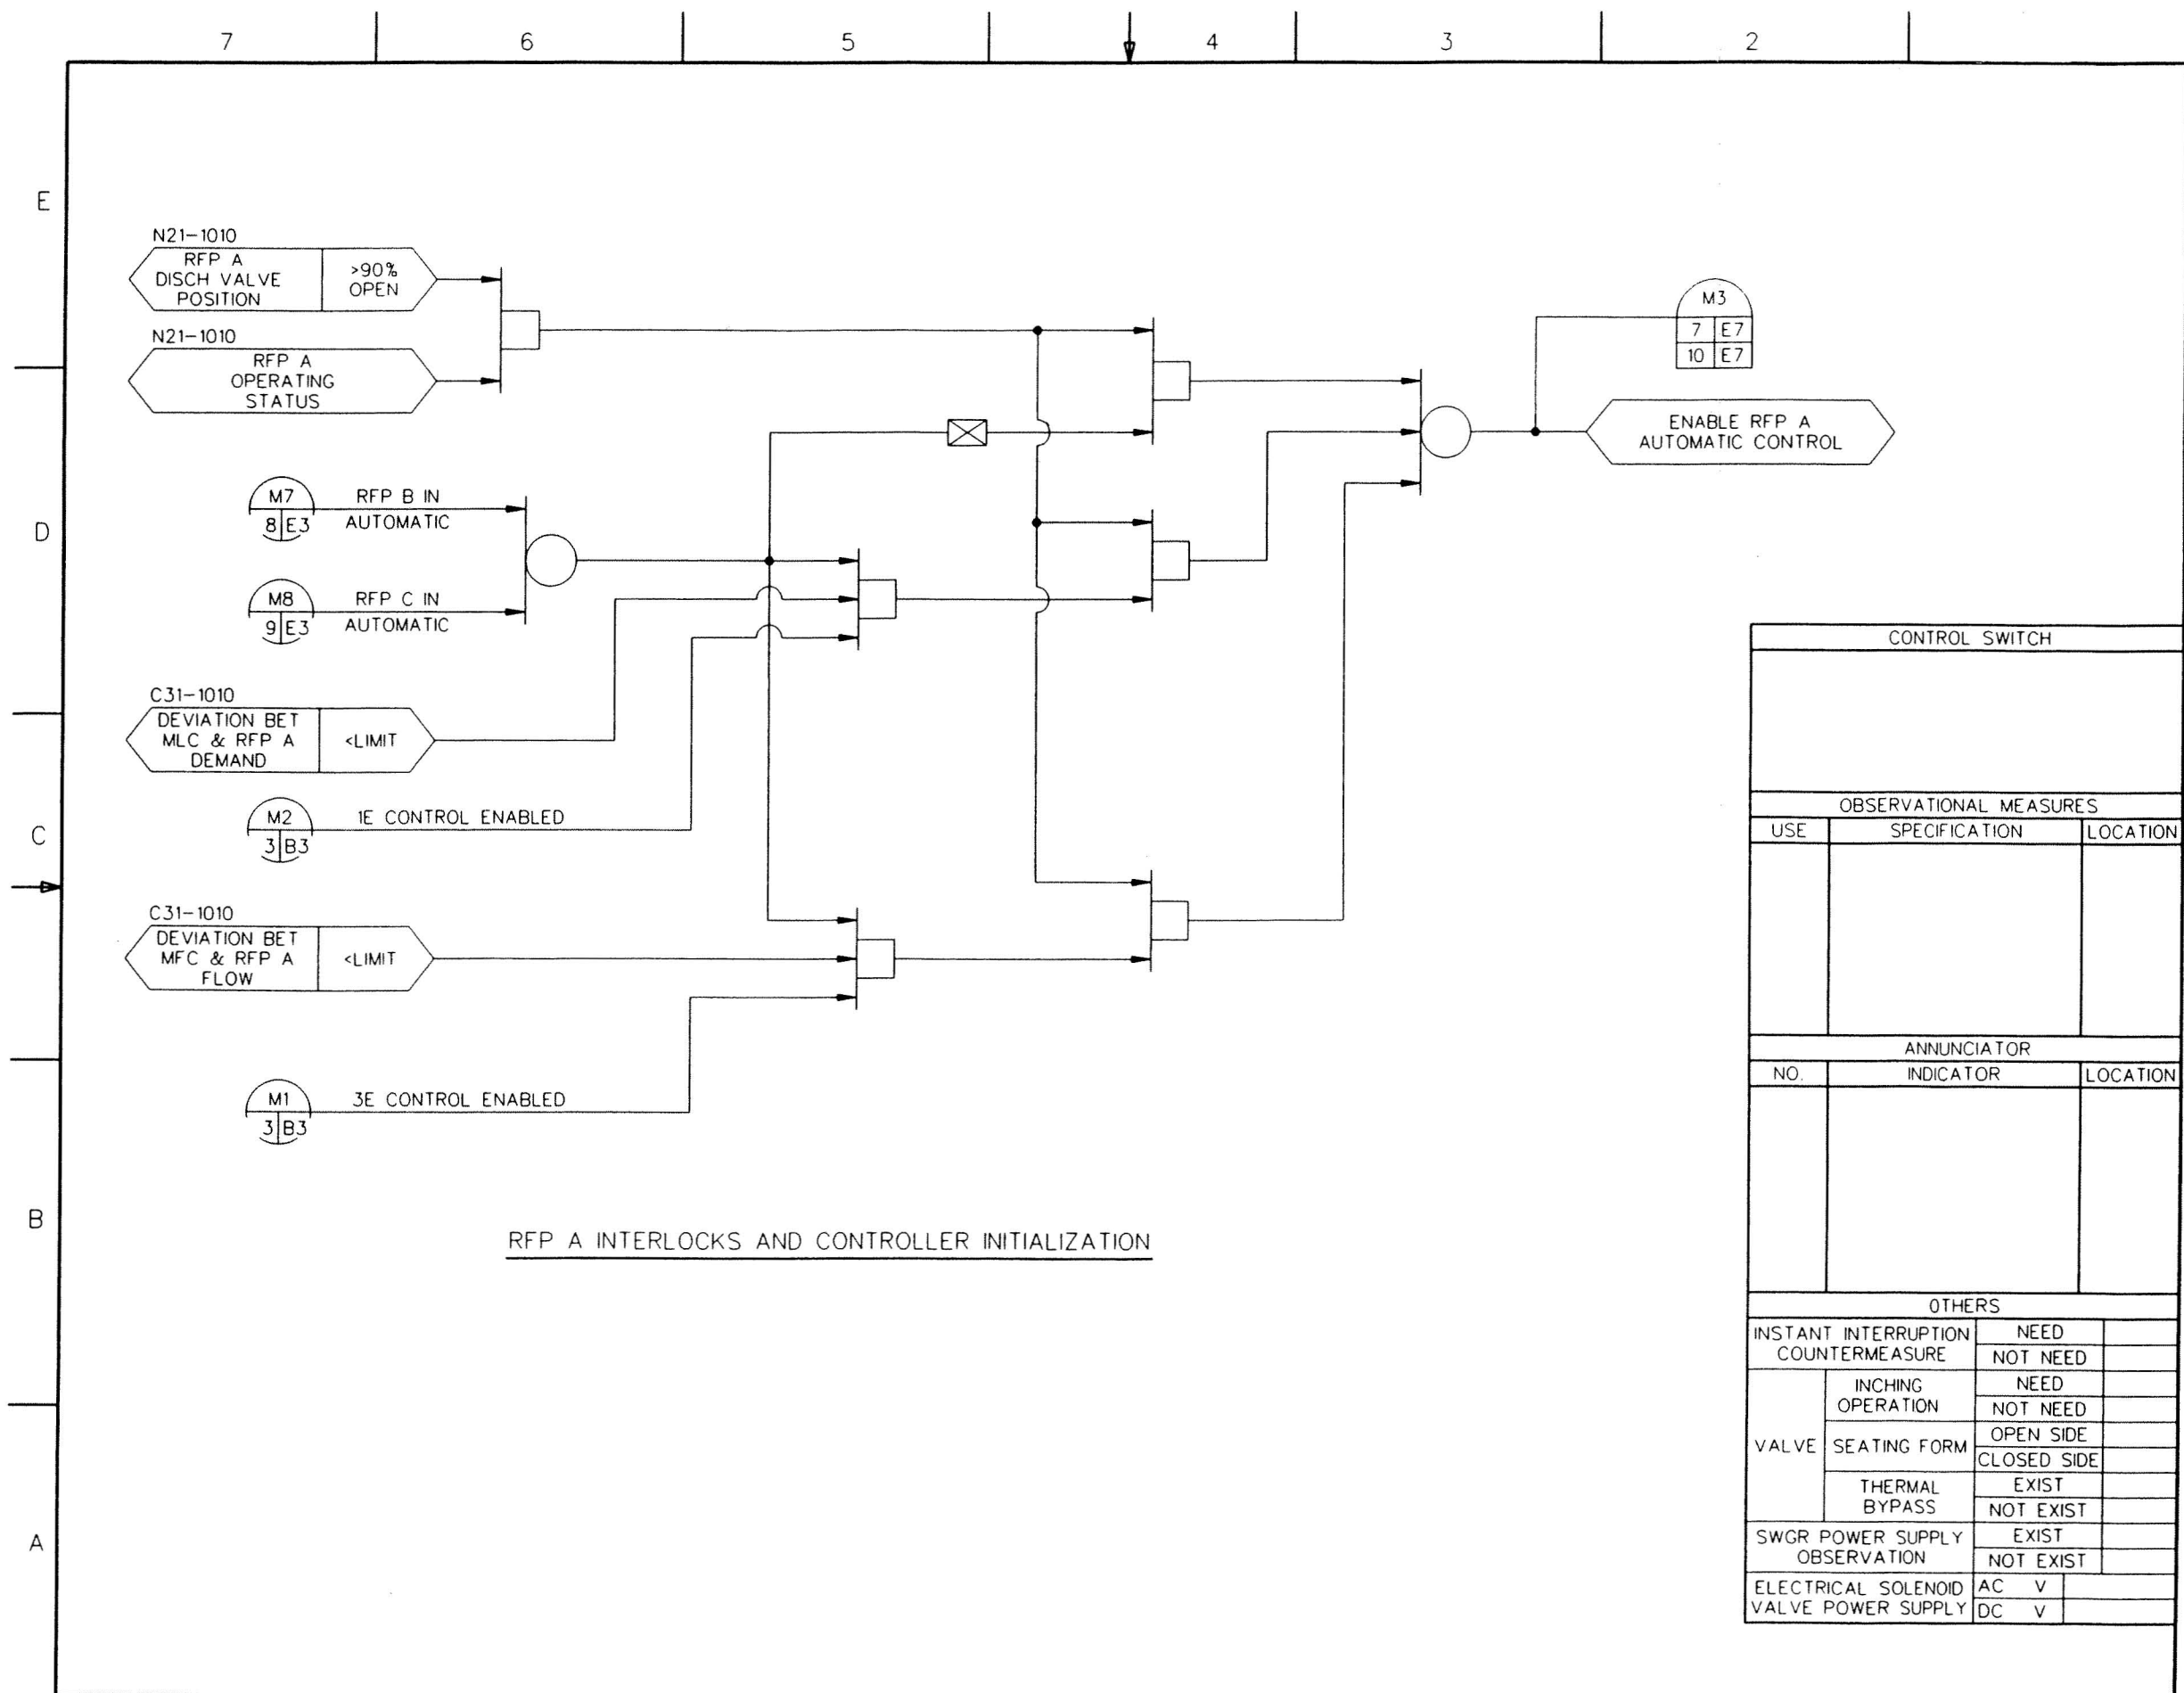 7 6 5 4 3 2
E
D
C
B
A
N21-1010
RFP A
DISCH VALVE
POSITION
>90%
OPEN
N21-1010
RFP A
OPERATING
STATUS
M7
8 E3
RFP B IN
AUTOMATIC
M8
9 E3
RFP C IN
AUTOMATIC
C31-1010
DEVIATION BET
MLC & RFP A
DEMAND
<LIMIT
M2
3 B3
1E CONTROL ENABLED
C31-1010
DEVIATION BET
MFC & RFP A
FLOW
<LIMIT
M1
3 B3
3E CONTROL ENABLED
M3
7 E7
10 E7
ENABLE RFP A
AUTOMATIC CONTROL
RFP A INTERLOCKS AND CONTROLLER INITIALIZATION
CONTROL SWITCH
OBSERVATIONAL MEASURES
USE SPECIFICATION LOCATION
ANNUNCIATOR
NO. INDICATOR LOCATION
OTHERS
INSTANT INTERRUPTION
COUNTERMEASURE
NEED
NOT NEED
VALVE
INCHING
OPERATION
NEED
NOT NEED
SEATING FORM
OPEN SIDE
CLOSED SIDE
THERMAL
BYPASS
EXIST
NOT EXIST
SWGR POWER SUPPLY
OBSERVATION
EXIST
NOT EXIST
ELECTRICAL SOLENOID
VALVE POWER SUPPLY
AC V
DC V